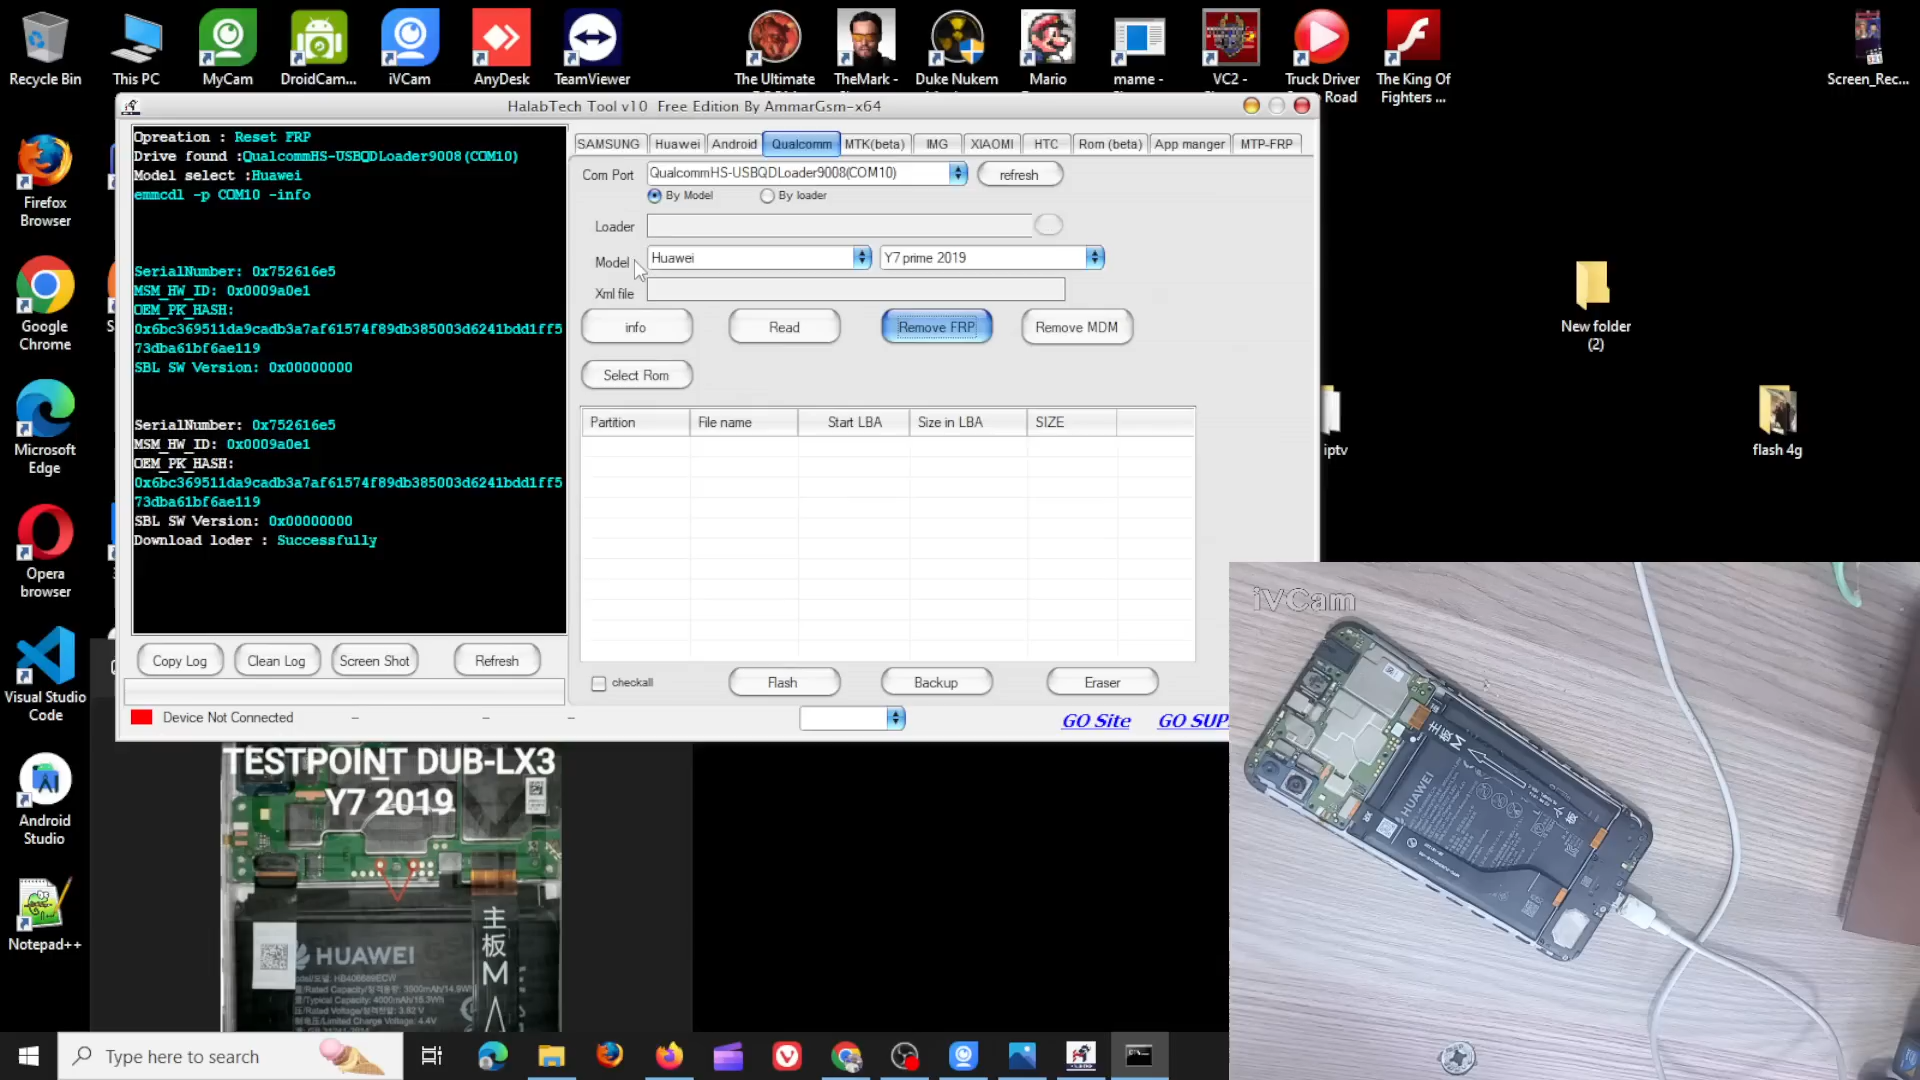 Recycle Bin
This PC
MyCam
DroidCam...
iVCam
AnyDesk
TeamViewer
The Ultimate
TheMark -
Duke Nukem
Mario
mame -
VC2 -
Truck Driver
Road
The King Of
Fighters ...
Screen_Rec...
HalabTech Tool v10 Free Edition By AmmarGsm-x64
Opreation : Reset FRP
Drive found :QualcommHS-USBQDLoader9008(COM10)
Model select :Huawei
emmcdl -p COM10 -info
SerialNumber: 0x752616e5
MSM_HW_ID: 0x0009a0e1
OEM_PK_HASH:
0x6bc369511da9cadb3a7af61574f89db385003d6241bdd1ff5
73dba61bf6ae119
SBL SW Version: 0x00000000
SerialNumber: 0x752616e5
MSM_HW_ID: 0x0009a0e1
OEM_PK_HASH:
0x6bc369511da9cadb3a7af61574f89db385003d6241bdd1ff5
73dba61bf6ae119
SBL SW Version: 0x00000000
Download loder : Successfully
SAMSUNG Huawei Android Qualcomm MTK(beta) IMG XIAOMI HTC Rom (beta) App manger MTP-FRP
Com Port QualcommHS-USBQDLoader9008(COM10) refresh
By Model By loader
Loader
Model Huawei Y7 prime 2019
Xml file
info Read Remove FRP Remove MDM
Select Rom
Partition File name Start LBA Size in LBA SIZE
checkall Flash Backup Eraser
Copy Log Clean Log Screen Shot Refresh
Device Not Connected - - -
GO Site GO SUP
Firefox
Browser
Google
Chrome
Microsoft
Edge
Opera
browser
Visual Studio
Code
Android
Studio
Notepad++
New folder
(2)
iptv
flash 4g
TESTPOINT DUB-LX3
Y7 2019
HUAWEI
主板M
iVCam
HUAWEI
主板M
Type here to search